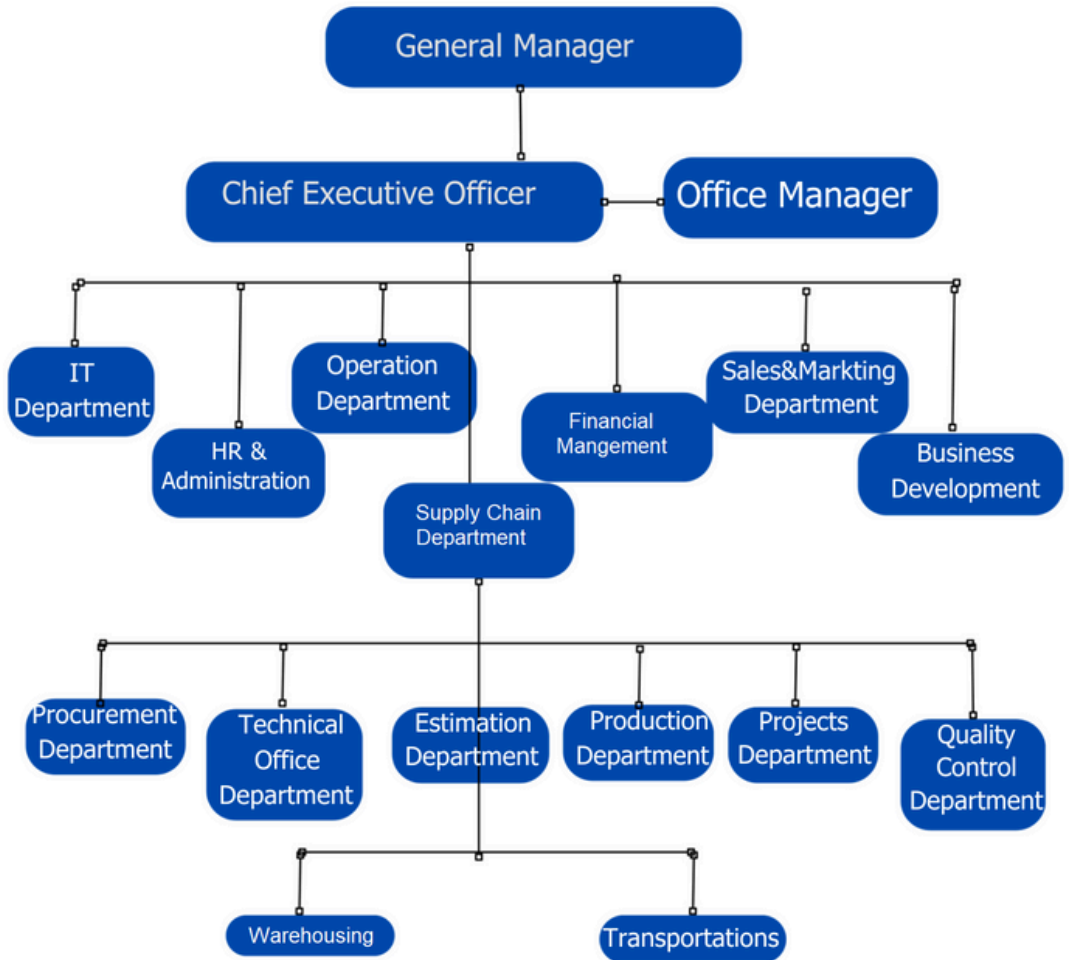 General Manager
Chief Executive Officer
Office Manager
IT
Department
HR &
Administration
Operation
Department
Financial
Mangement
Sales&Markting
Department
Business
Development
Supply Chain
Department
Procurement
Department
Technical
Office
Department
Estimation
Department
Production
Department
Projects
Department
Quality
Control
Department
Warehousing
Transportations